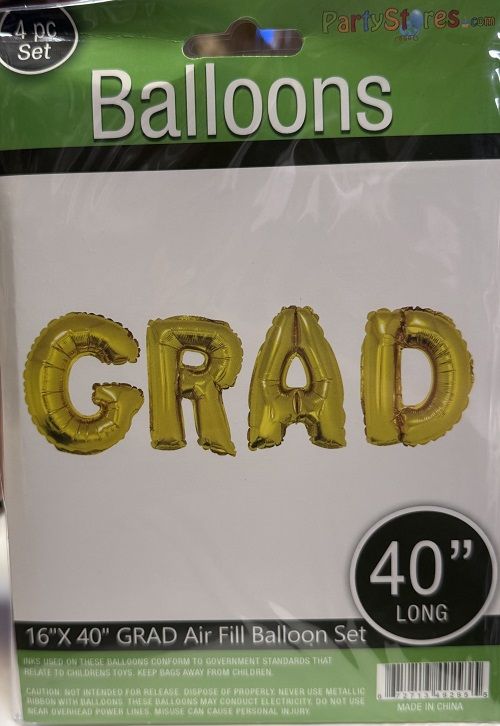 4 pc
Set
PartyStores.com
Balloons
GRAD
40”
LONG
16"X 40" GRAD Air Fill Balloon Set
INKS USED ON THESE BALLOONS CONFORM TO GOVERNMENT STANDARDS THAT
RELATE TO CHILDRENS TOYS. KEEP BAGS AWAY FROM CHILDREN.
CAUTION: NOT INTENDED FOR RELEASE. DISPOSE OF PROPERLY. NEVER USE METALLIC
RIBBON WITH BALLOONS. THESE BALLOONS MAY CONDUCT ELECTRICITY. DO NOT USE
NEAR OVERHEAD POWER LINES. MISUSE CAN CAUSE PERSONAL INJURY.
MADE IN CHINA